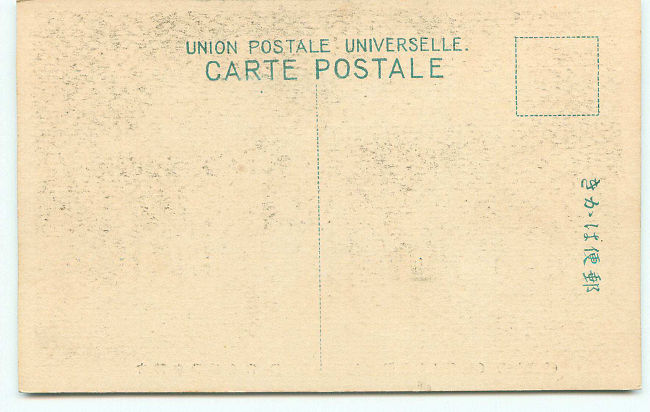 UNION POSTALE UNIVERSELLE.
CARTE POSTALE
郵便はがき